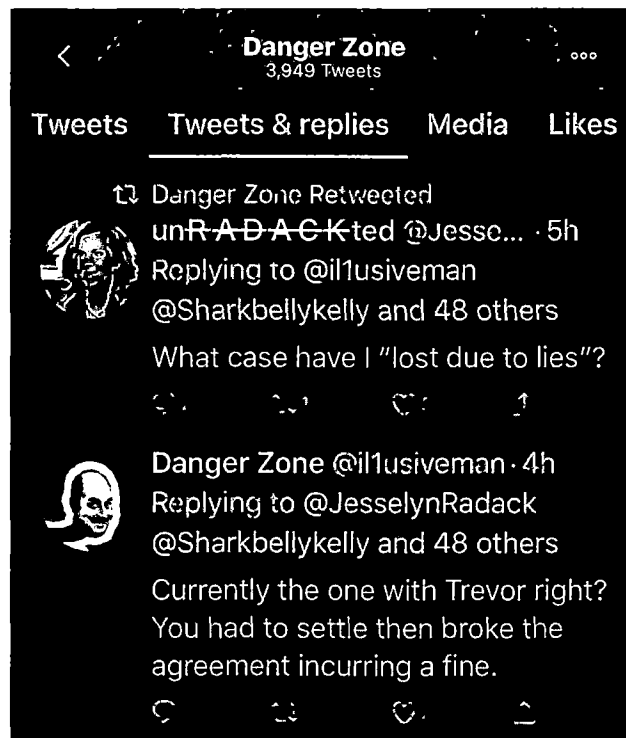 Danger Zone
3,949 Tweets
Tweets Tweets & replies Media Likes
Danger Zone Retweeted
unRADACKted @Jesse... · 5h
Replying to @il1usiveman
@Sharkbellykelly and 48 others
What case have I "lost due to lies"?
Danger Zone @il1usiveman · 4h
Replying to @JesselynRadack
@Sharkbellykelly and 48 others
Currently the one with Trevor right?
You had to settle then broke the
agreement incurring a fine.